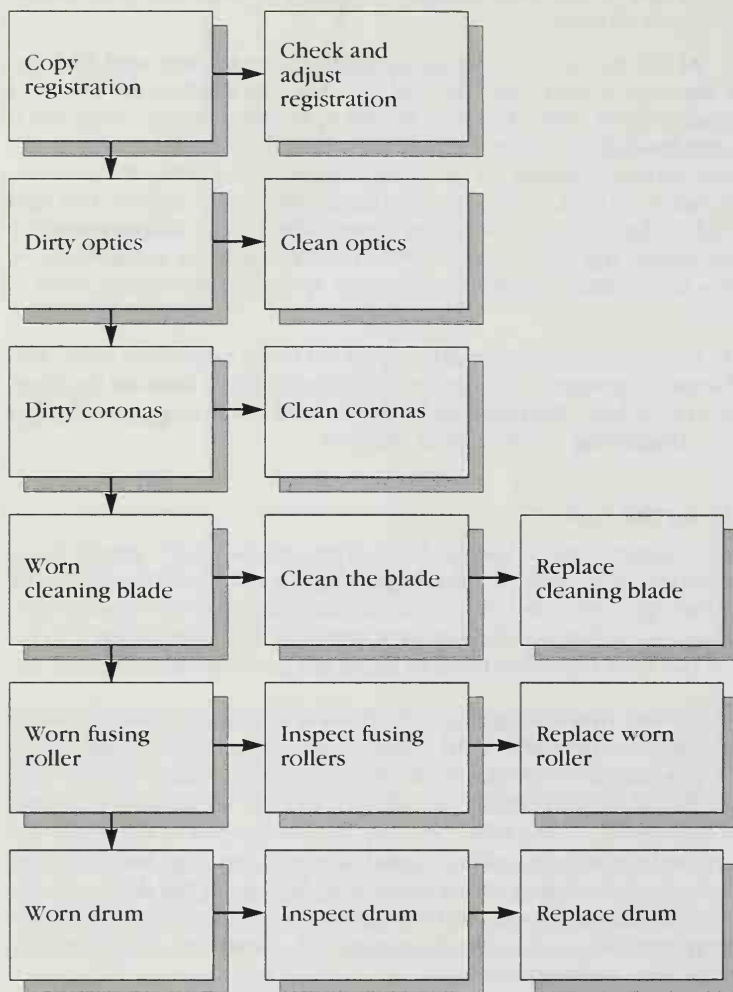 Copy
registration
Check and
adjust
registration
Dirty optics
Clean optics
Dirty coronas
Clean coronas
Worn
cleaning blade
Clean the blade
Replace
cleaning blade
Worn fusing
roller
Inspect fusing
rollers
Replace worn
roller
Worn drum
Inspect drum
Replace drum